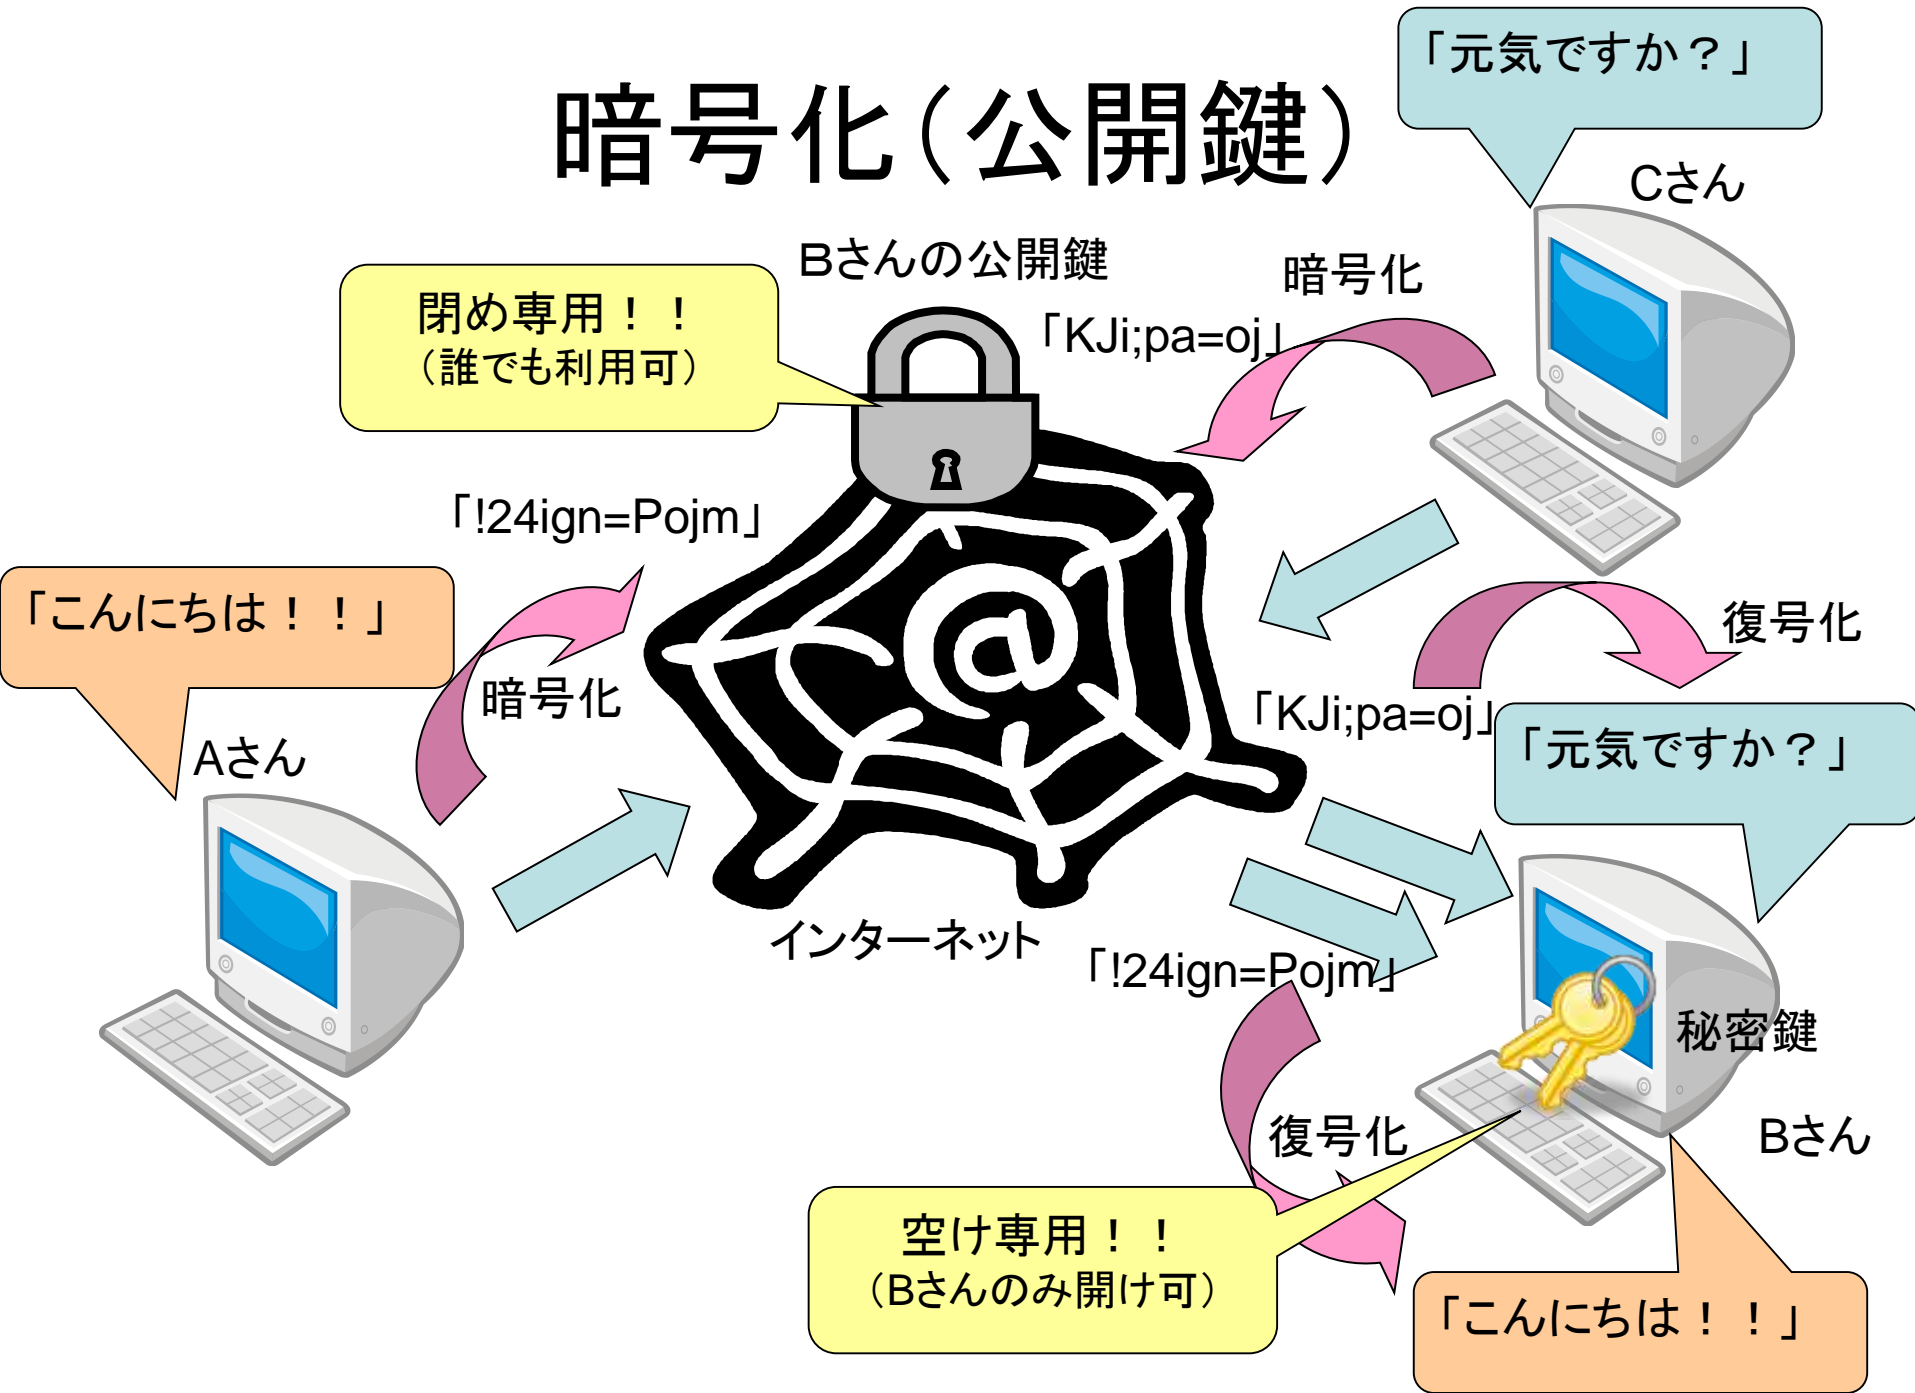 「元気ですか？」
暗号化（公開鍵）
Cさん
Bさんの公開鍵
暗号化
閉め専用！！
（誰でも利用可）
「KJi;pa=oj」
「!24ign=Pojm」
「こんにちは！！」
復号化
暗号化
「KJi;pa=oj」
「元気ですか？」
Aさん
インターネット
「!24ign=Pojm」
秘密鍵
復号化
Bさん
空け専用！！
（Bさんのみ開け可）
「こんにちは！！」